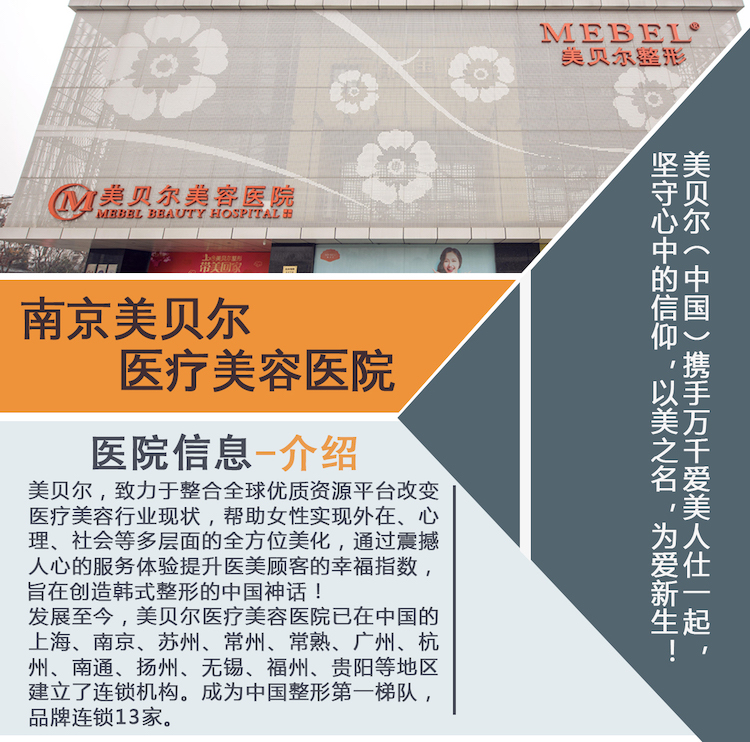 MEBEL®
美贝尔整形
美贝尔美容医院
MEBEL BEAUTY HOSPITAL
带美回家
南京美贝尔
医疗美容医院
医院信息-介绍
美贝尔，致力于整合全球优质资源平台改变
医疗美容行业现状，帮助女性实现外在、心
理、社会等多层面的全方位美化，通过震撼
人心的服务体验提升医美顾客的幸福指数，
旨在创造韩式整形的中国神话！
发展至今，美贝尔医疗美容医院已在中国的
上海、南京、苏州、常州、常熟、广州、杭
州、南通、扬州、无锡、福州、贵阳等地区
建立了连锁机构。成为中国整形第一梯队，
品牌连锁13家。
美贝尔（中国）携手万千爱美人仕一起，
坚守心中的信仰，以美之名，为爱新生！